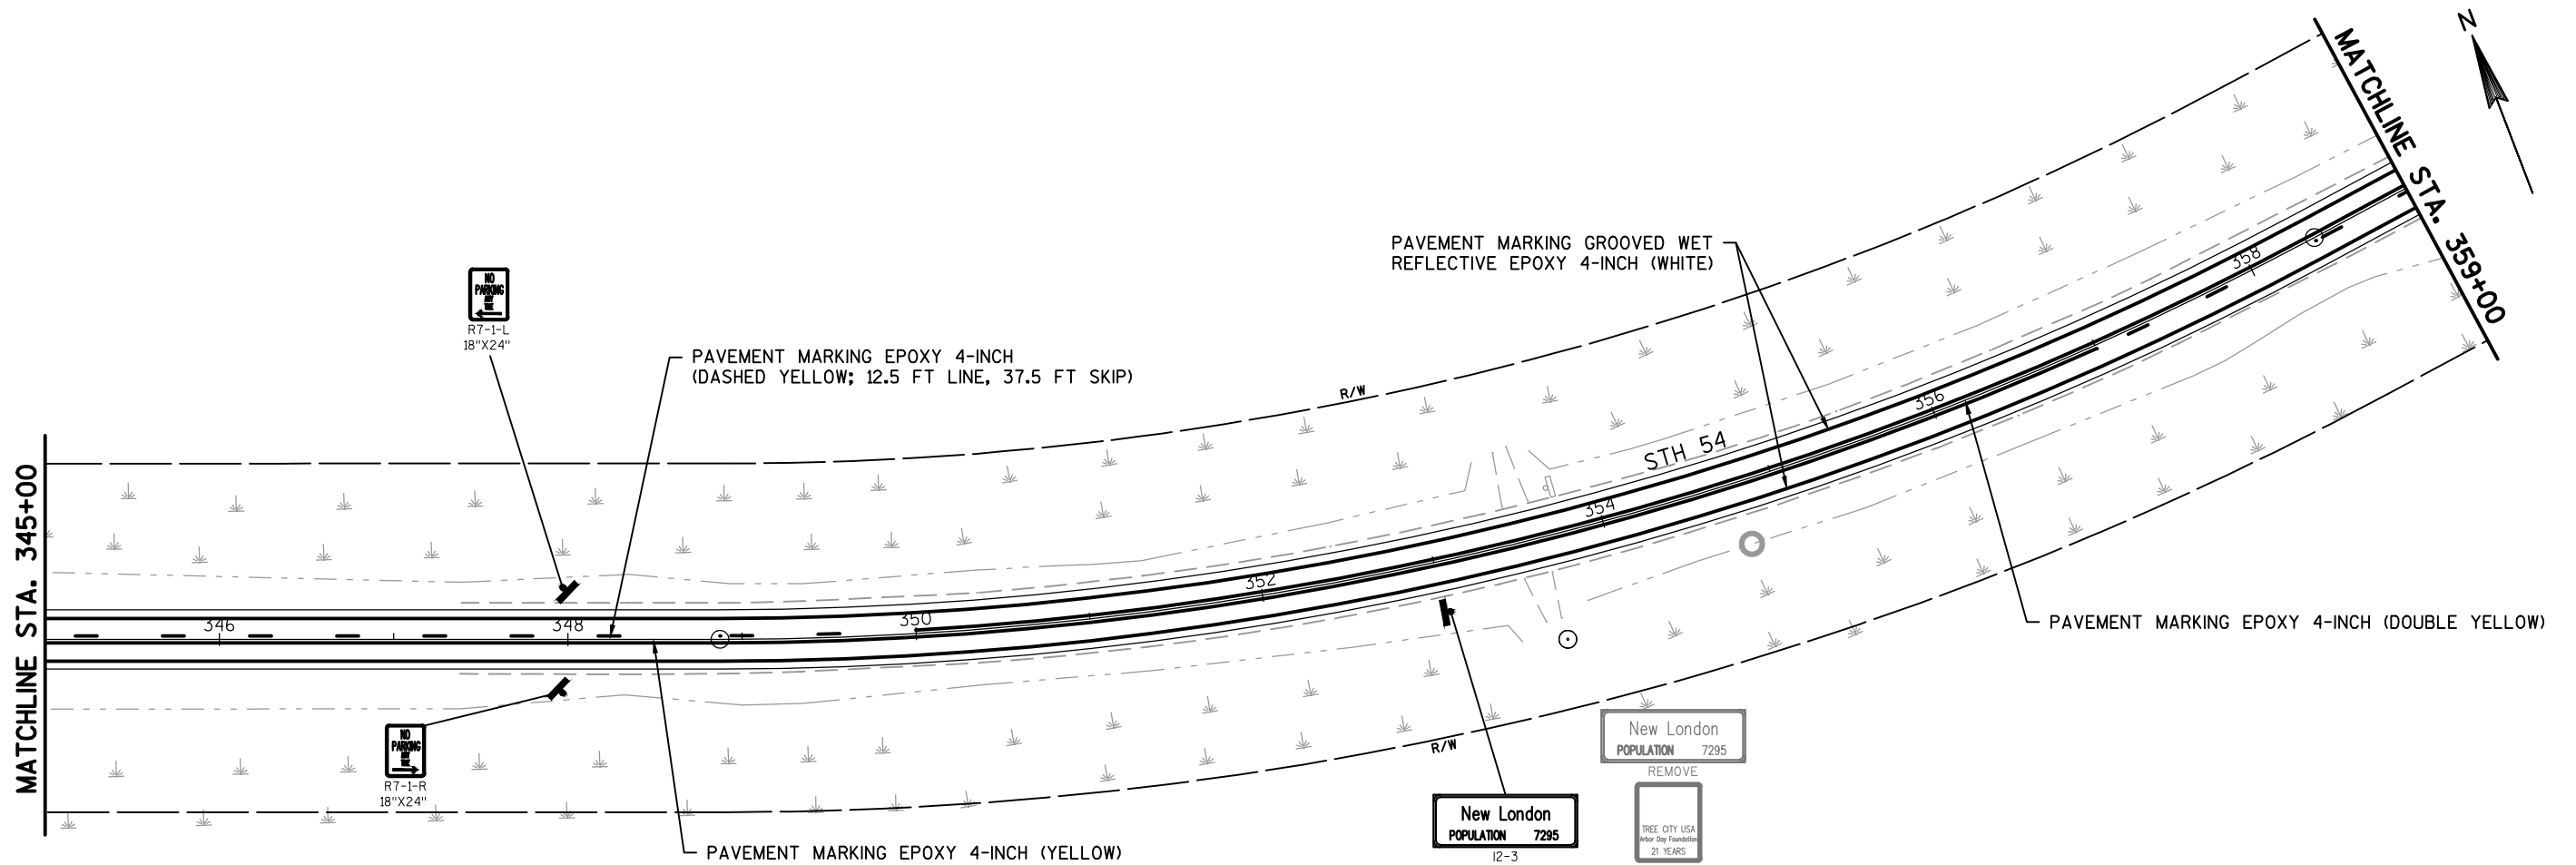 N
MATCHLINE STA. 359+00
PAVEMENT MARKING GROOVED WET
REFLECTIVE EPOXY 4-INCH (WHITE)
358
NO
PARKING
ANY
TIME
R7-1-L
18"X24"
PAVEMENT MARKING EPOXY 4-INCH
(DASHED YELLOW; 12.5 FT LINE, 37.5 FT SKIP)
R/W
356
STH 54
MATCHLINE STA. 345+00
354
352
350
346
348
PAVEMENT MARKING EPOXY 4-INCH (DOUBLE YELLOW)
NO
PARKING
ANY
TIME
R7-1-R
18"X24"
R/W
New London
POPULATION 7295
REMOVE
New London
POPULATION 7295
I2-3
TREE CITY USA
Arbor Day Foundation
21 YEARS
PAVEMENT MARKING EPOXY 4-INCH (YELLOW)